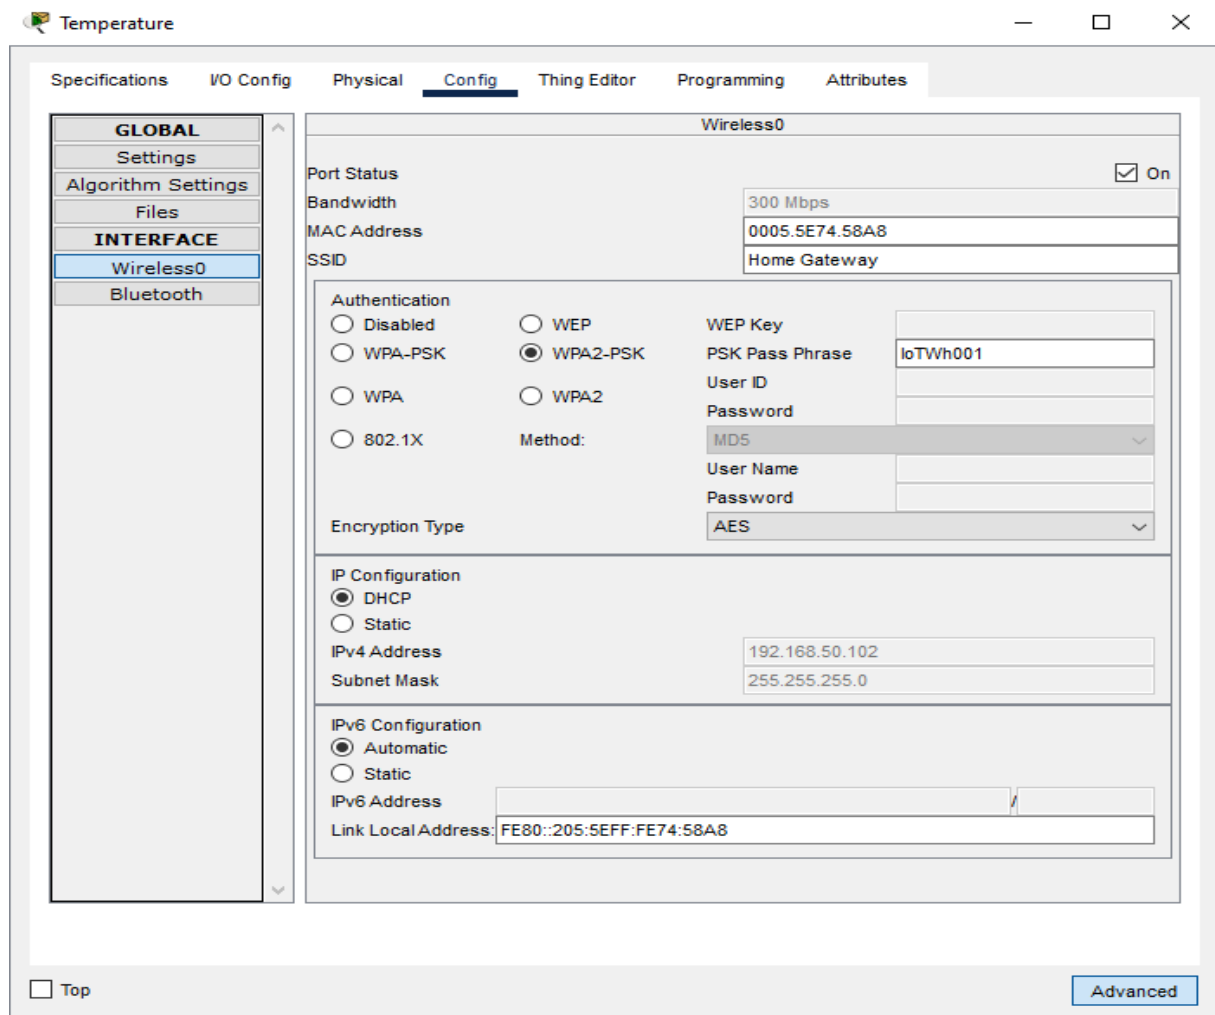 Temperature
Specifications I/O Config Physical Config Thing Editor Programming Attributes
GLOBAL
Settings
Algorithm Settings
Files
INTERFACE
Wireless0
Bluetooth
Wireless0
Port Status On
Bandwidth 300 Mbps
MAC Address 0005.5E74.58A8
SSID Home Gateway
Authentication
Disabled WEP WEP Key
WPA-PSK WPA2-PSK PSK Pass Phrase IoTWh001
User ID
WPA WPA2
Password
802.1X Method: MD5
User Name
Password
Encryption Type AES
IP Configuration
DHCP
Static
IPv4 Address 192.168.50.102
Subnet Mask 255.255.255.0
IPv6 Configuration
Automatic
Static
IPv6 Address /
Link Local Address: FE80::205:5EFF:FE74:58A8
Top Advanced